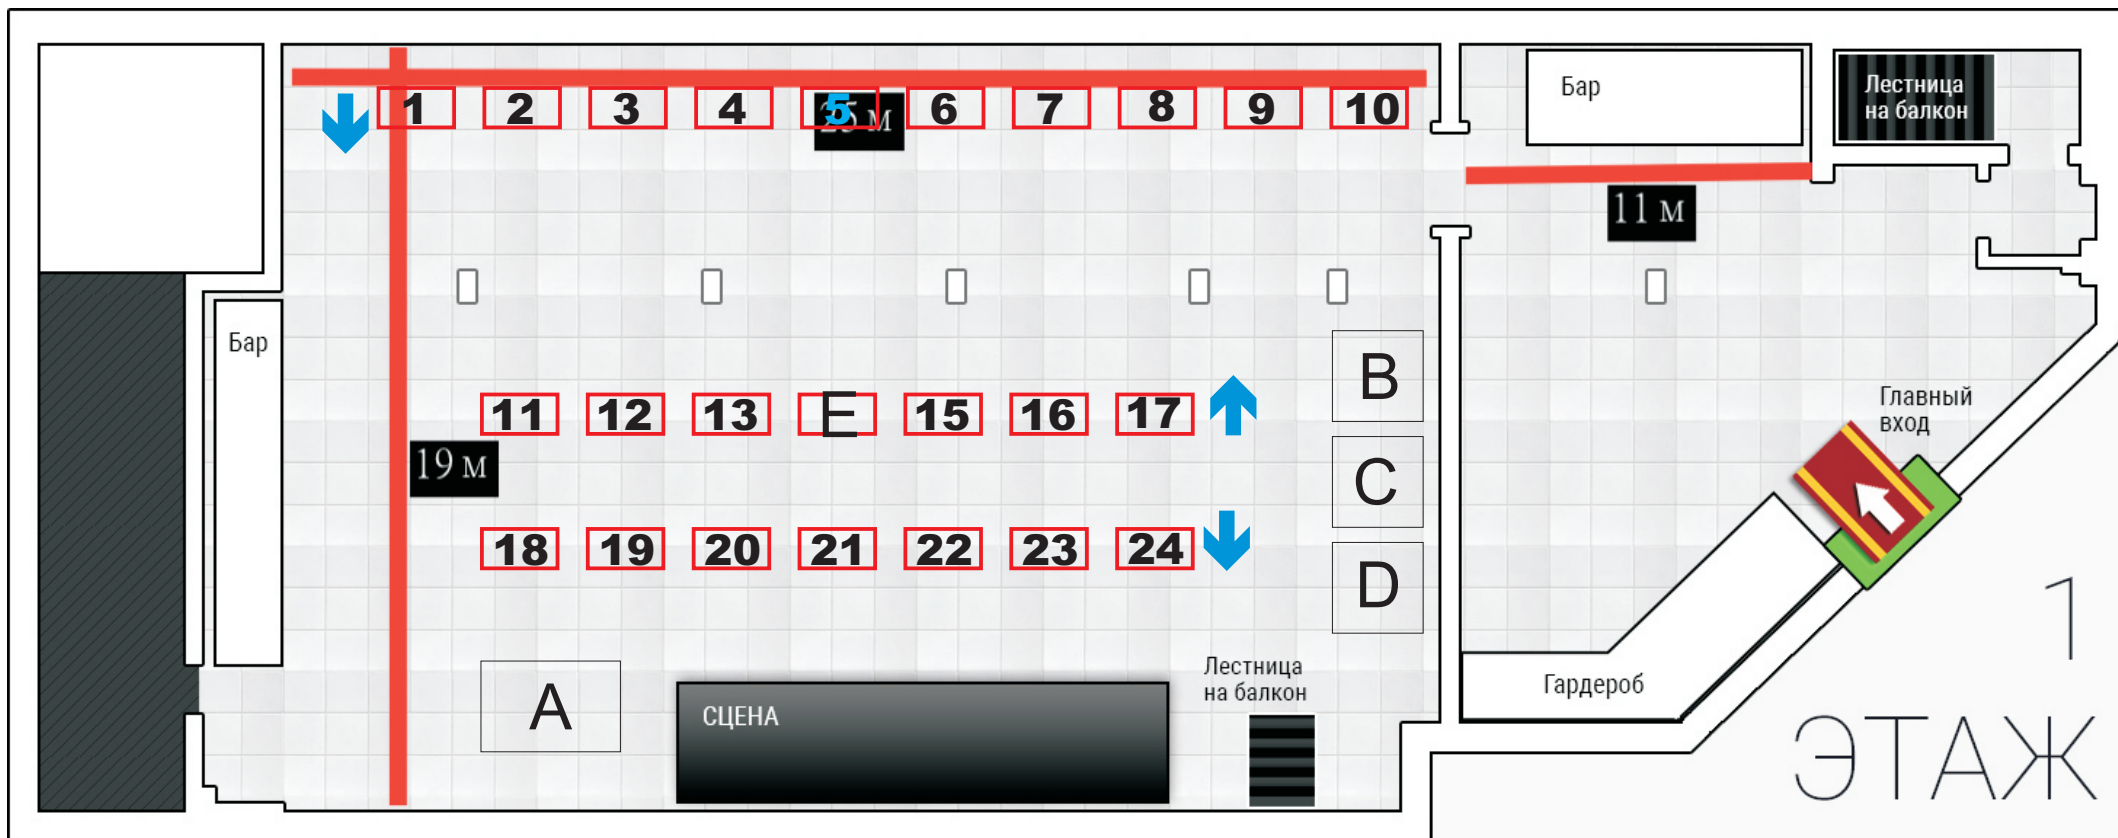 1 2 3 4 5 6 7 8 9 10
25 м
Бар
Лестница
на балкон
11 м
Бар
B
Главный
вход
11 12 13 E 15 16 17
19 м
C
18 19 20 21 22 23 24
D
1
ЭТАЖ
A
СЦЕНА
Лестница
на балкон
Гардероб